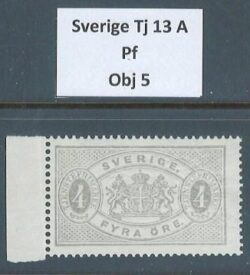 Sverige Tj 13 A
Pf
Obj 5
SVERIGE.
4
4
FYRA ÖRE.